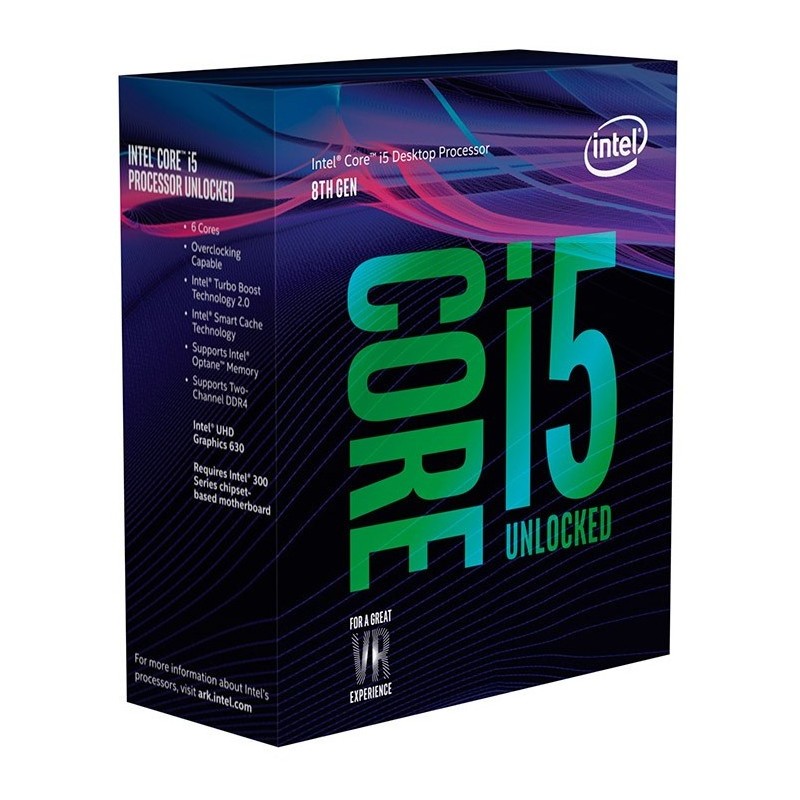 INTEL® CORE™ i5
PROCESSOR UNLOCKED
• 6 Cores
• Overclocking
Capable
• Intel® Turbo Boost
Technology 2.0
• Intel® Smart Cache
Technology
• Supports Intel®
Optane™ Memory
• Supports Two-
Channel DDR4
Intel® UHD
Graphics 630
Requires Intel® 300
Series chipset-
based motherboard
For more information about Intel's
processors, visit ark.intel.com
Intel® Core™ i5 Desktop Processor
8TH GEN
intel®
CORE
i5
UNLOCKED
FOR A GREAT
VR
EXPERIENCE